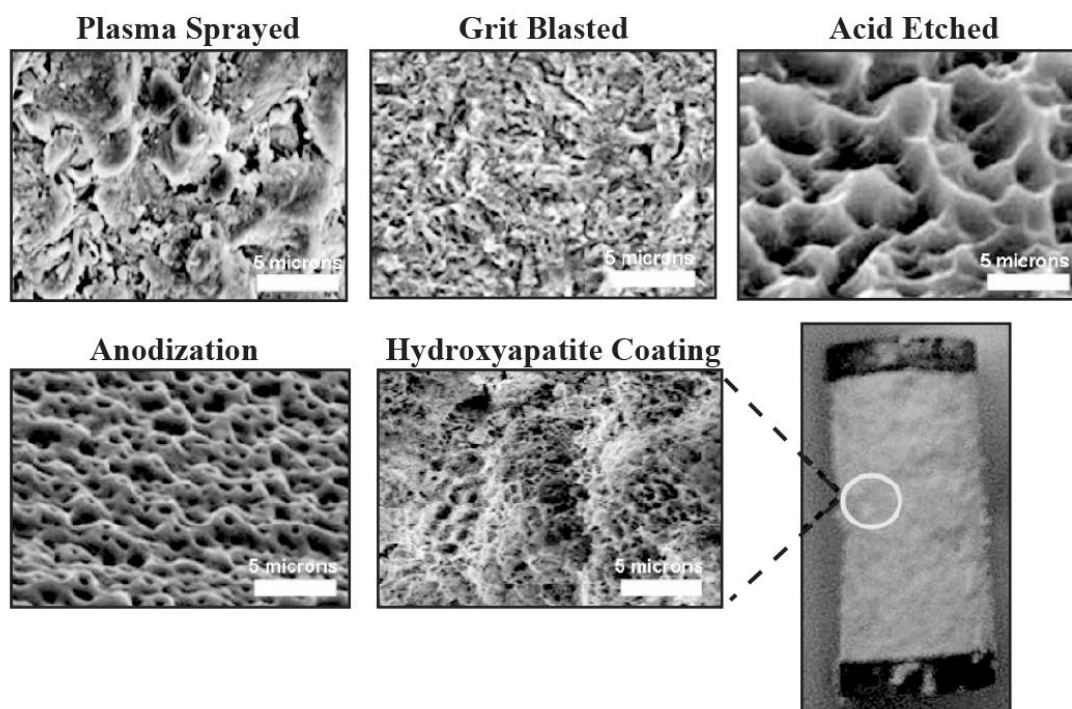 Plasma Sprayed
Grit Blasted
Acid Etched
5 microns
5 microns
5 microns
Anodization
Hydroxyapatite Coating
5 microns
5 microns